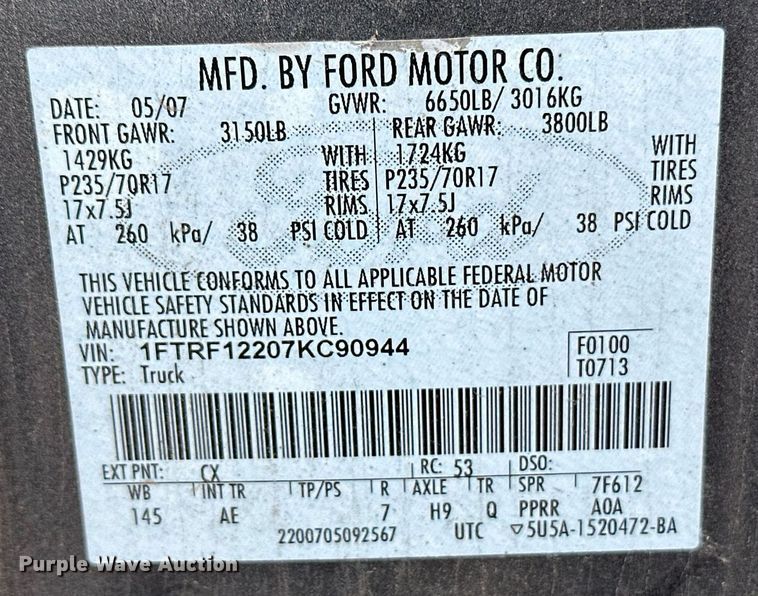 MFD. BY FORD MOTOR CO.
DATE: 05/07 GVWR: 6650LB/ 3016KG
FRONT GAWR: 3150LB REAR GAWR: 3800LB
1429KG WITH 1724KG WITH
P235/70R17 TIRES P235/70R17 TIRES
17x7.5J RIMS 17x7.5J RIMS
AT 260 kPa/ 38 PSI COLD AT 260 kPa/ 38 PSI COLD
THIS VEHICLE CONFORMS TO ALL APPLICABLE FEDERAL MOTOR
VEHICLE SAFETY STANDARDS IN EFFECT ON THE DATE OF
MANUFACTURE SHOWN ABOVE.
VIN: 1FTRF12207KC90944 F0100
TYPE: Truck T0713
EXT PNT: CX RC: 53 DSO:
WB INT TR TP/PS R AXLE TR SPR 7F612
145 AE 7 H9 Q PPRR A0A
2200705092567 UTC ▽5U5A-1520472-BA
Purple Wave Auction